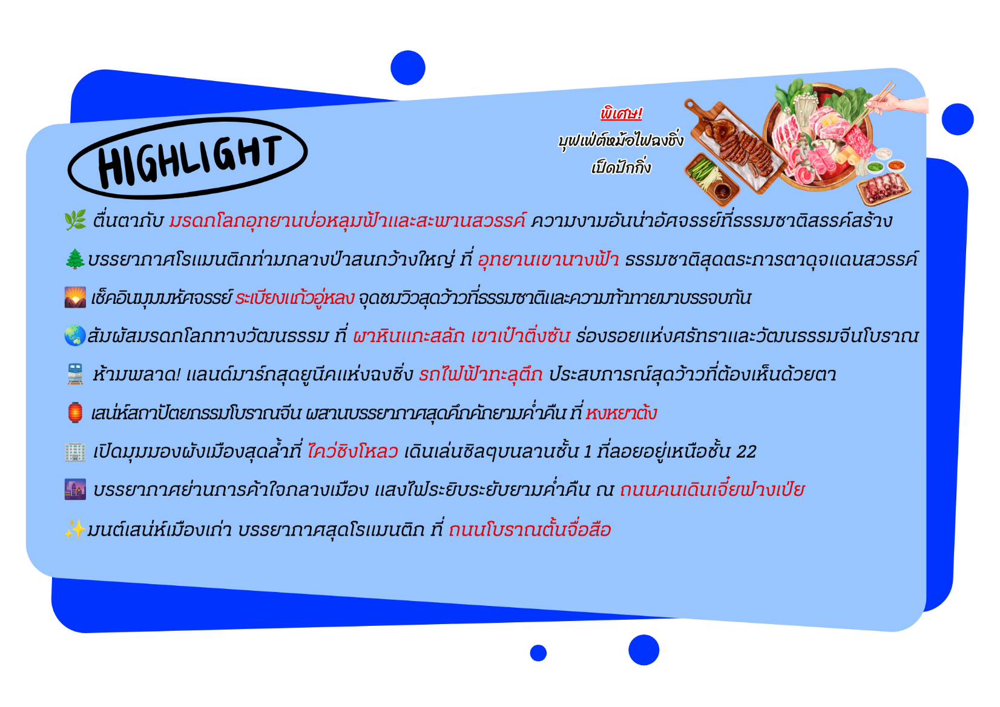 HIGHLIGHT
พิเศษ!
บุฟเฟ่ต์หม้อไฟฉงชิ่ง
เป็ดปักกิ่ง
🌿 ตื่นตากับ มรดกโลกอุทยานบ่อหลุมฟ้าและสะพานสวรรค์ ความงามอันน่าอัศจรรย์ที่ธรรมชาติสรรค์สร้าง
🌲บรรยากาศโรแมนติกท่ามกลางป่าสนกว้างใหญ่ ที่ อุทยานเขานางฟ้า ธรรมชาติสุดตระการตาดุจแดนสวรรค์
🌄 เช็คอินมุมมหัศจรรย์ ระเบียงแก้วอู่หลง จุดชมวิวสุดว้าวที่ธรรมชาติและความท้าทายมาบรรจบกัน
🌏สัมผัสมรดกโลกทางวัฒนธรรม ที่ ผาหินแกะสลัก เขาเป๋าติ่งซัน ร่องรอยแห่งศรัทธาและวัฒนธรรมจีนโบราณ
🚆 ห้ามพลาด! แลนด์มาร์กสุดยูนีคแห่งฉงชิ่ง รถไฟฟ้าทะลุตึก ประสบการณ์สุดว้าวที่ต้องเห็นด้วยตา
🏮 เสน่ห์สถาปัตยกรรมโบราณจีน ผสานบรรยากาศสุดคึกคักยามค่ำคืน ที่ หงหยาต้ง
🏢 เปิดมุมมองผังเมืองสุดล้ำที่ ไคว่ชิงโหลว เดินเล่นชิลๆบนลานชั้น 1 ที่ลอยอยู่เหนือชั้น 22
🌆 บรรยากาศย่านการค้าใจกลางเมือง แสงไฟระยิบระยับยามค่ำคืน ณ ถนนคนเดินเจี๋ยฟางเป่ย
✨มนต์เสน่ห์เมืองเก่า บรรยากาศสุดโรแมนติก ที่ ถนนโบราณตั้นจื่อสือ